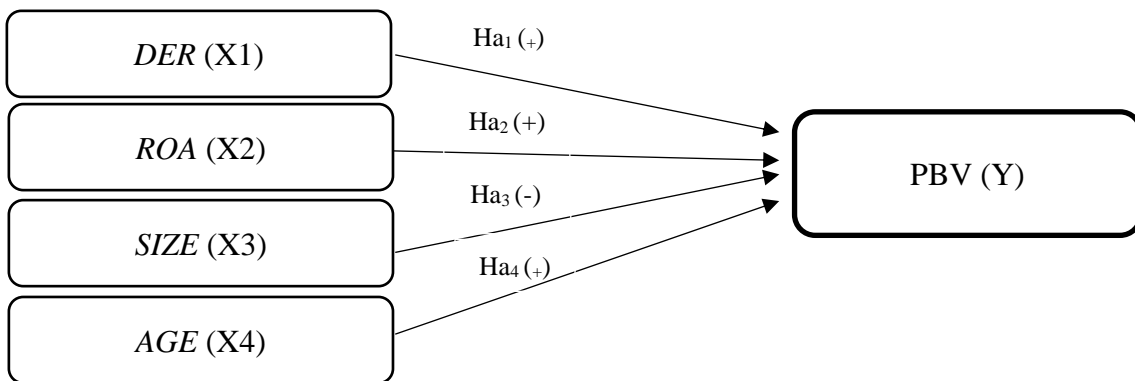 DER (X1)
Ha₁ (+)
ROA (X2)
Ha₂ (+)
PBV (Y)
SIZE (X3)
Ha₃ (-)
AGE (X4)
Ha₄ (+)